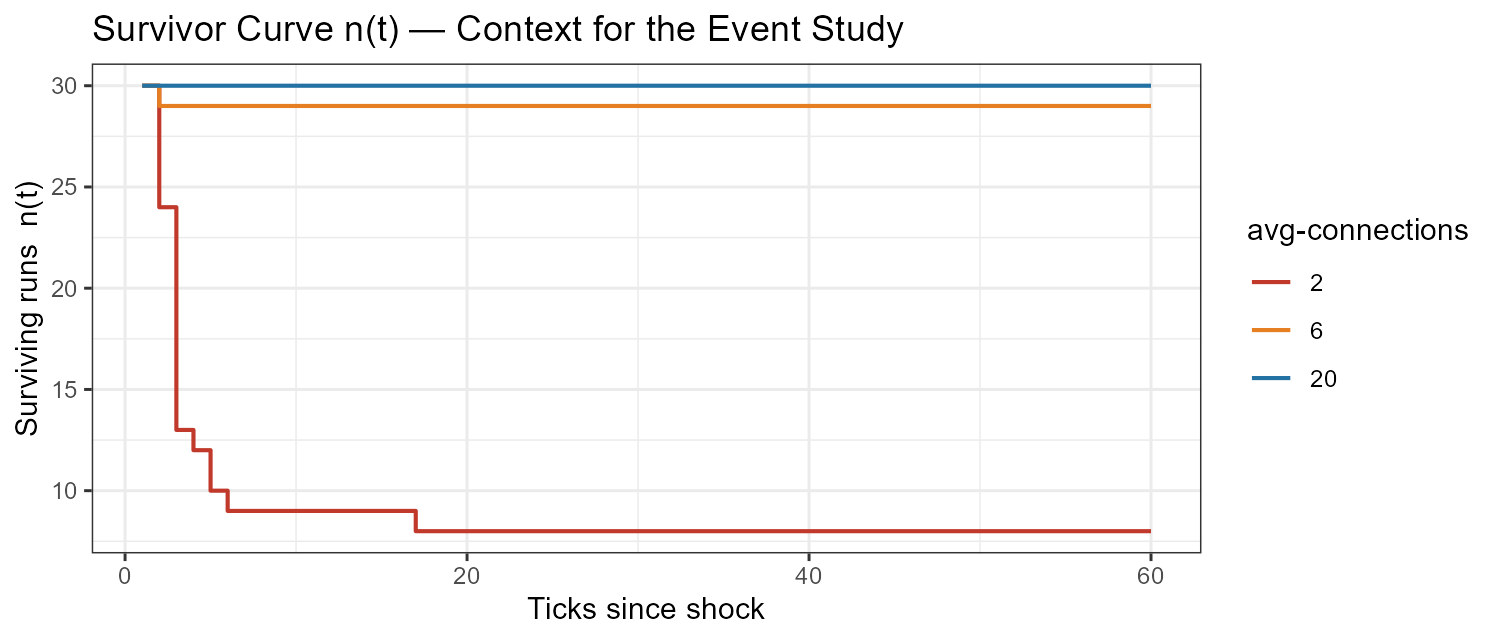 Survivor Curve n(t) — Context for the Event Study
Surviving runs n(t)
30
25
20
15
10
0 20 40 60
Ticks since shock
avg-connections
2
6
20